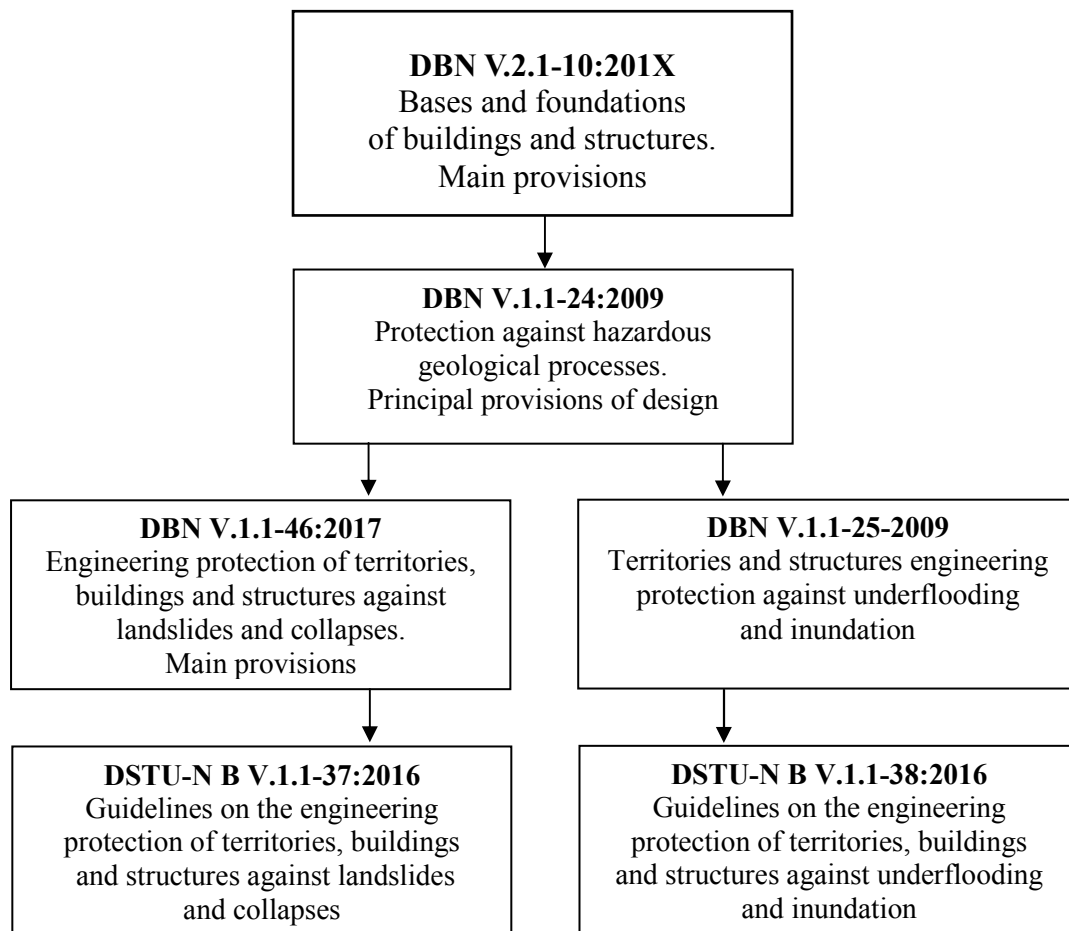 DBN V.2.1-10:201X
Bases and foundations
of buildings and structures.
Main provisions
DBN V.1.1-24:2009
Protection against hazardous
geological processes.
Principal provisions of design
DBN V.1.1-46:2017
Engineering protection of territories,
buildings and structures against
landslides and collapses.
Main provisions
DBN V.1.1-25-2009
Territories and structures engineering
protection against underflooding
and inundation
DSTU-N B V.1.1-37:2016
Guidelines on the engineering
protection of territories, buildings
and structures against landslides
and collapses
DSTU-N B V.1.1-38:2016
Guidelines on the engineering
protection of territories, buildings
and structures against underflooding
and inundation